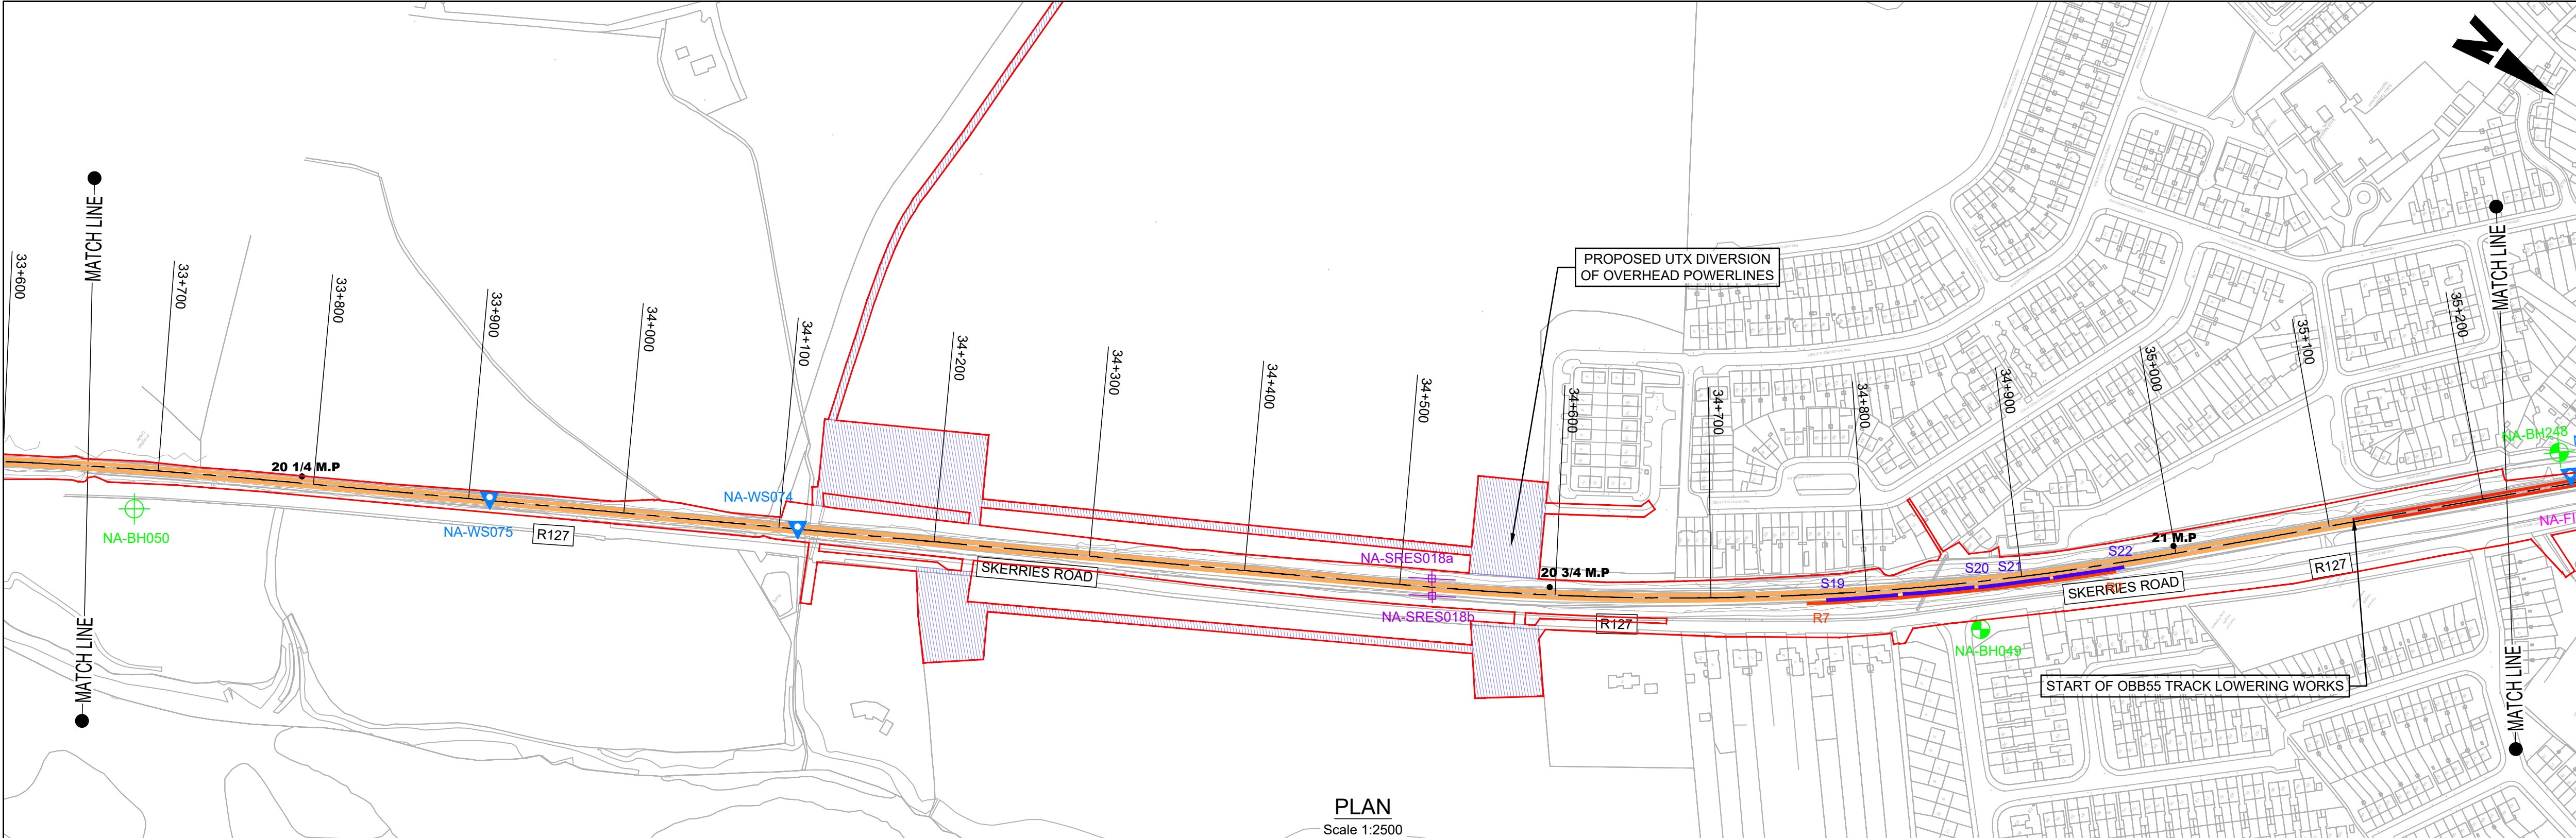 N
MATCH LINE
MATCH LINE
MATCH LINE
MATCH LINE
33+600
33+700
33+800
33+900
34+000
34+100
34+200
34+300
34+400
34+500
34+600
34+700
34+800
34+900
35+000
35+100
35+200
PROPOSED UTX DIVERSION
OF OVERHEAD POWERLINES
20 1/4 M.P
20 3/4 M.P
21 M.P
NA-BH050
NA-WS075
R127
NA-WS074
SKERRIES ROAD
NA-SRES018a
NA-SRES018b
R127
S19
R7
S20
S21
S22
SKERRIES ROAD
R127
NA-BH049
NA-BH248
NA-FI
START OF OBB55 TRACK LOWERING WORKS
PLAN
Scale 1:2500